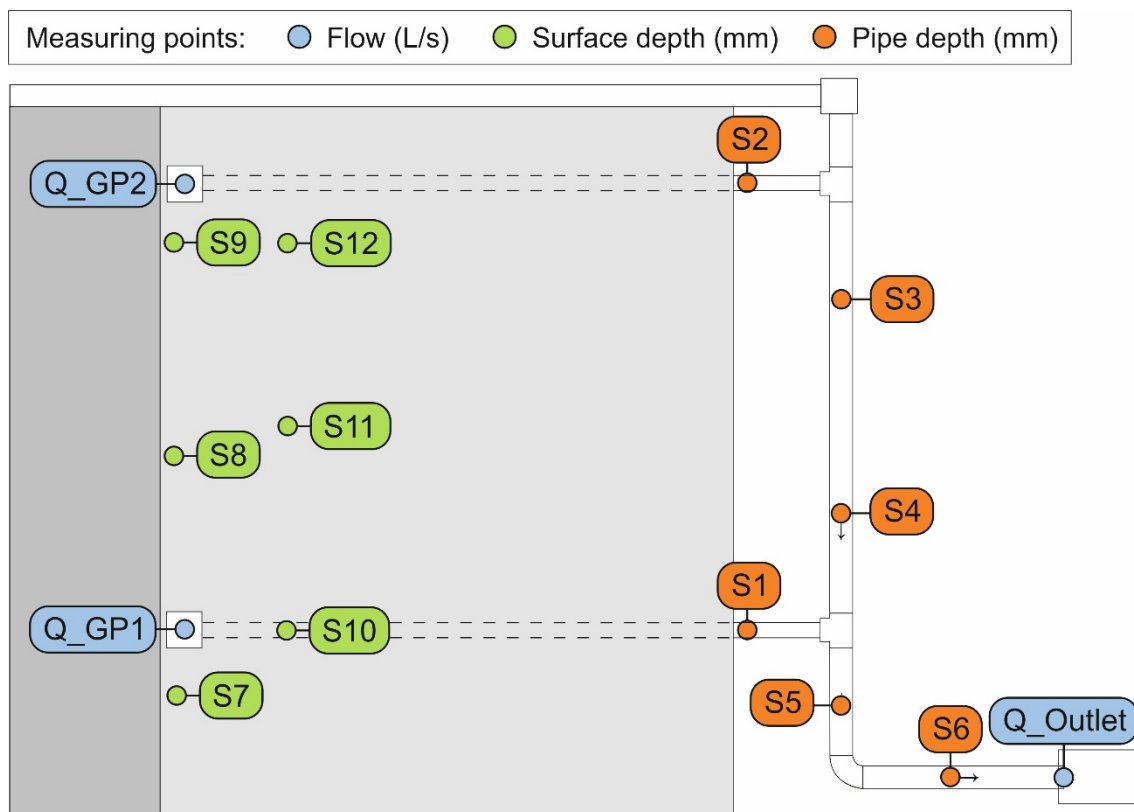 Measuring points: Flow (L/s) Surface depth (mm) Pipe depth (mm)
S2
Q_GP2
S9 S12
S3
S11
S8
S4
S1
Q_GP1 S10
S7 S5
Q_Outlet
S6